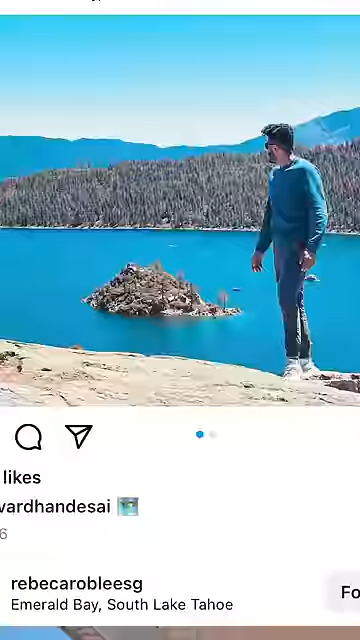 likes
vardhandesai
6
rebecarobleesg
Emerald Bay, South Lake Tahoe
Fo